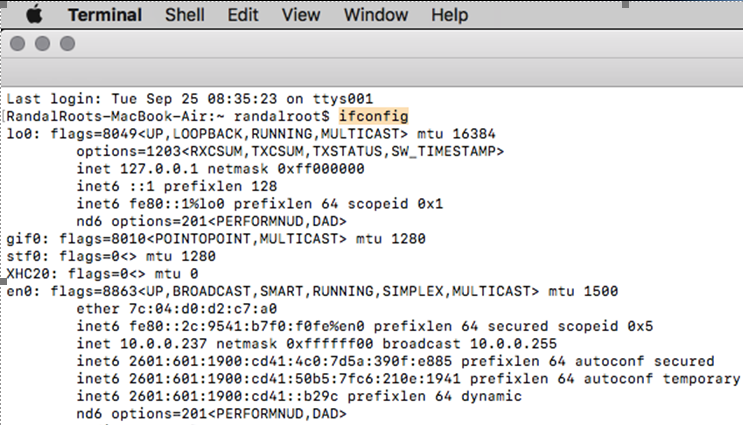 Terminal Shell Edit View Window Help
Last login: Tue Sep 25 08:35:23 on ttys001
[RandalRoots-MacBook-Air:~ randalroot$ ifconfig
lo0: flags=8049<UP,LOOPBACK,RUNNING,MULTICAST> mtu 16384
options=1203<RXCSUM,TXCSUM,TXSTATUS,SW_TIMESTAMP>
inet 127.0.0.1 netmask 0xff000000
inet6 ::1 prefixlen 128
inet6 fe80::1%lo0 prefixlen 64 scopeid 0x1
nd6 options=201<PERFORMNUD,DAD>
gif0: flags=8010<POINTOPOINT,MULTICAST> mtu 1280
stf0: flags=0<> mtu 1280
XHC20: flags=0<> mtu 0
en0: flags=8863<UP,BROADCAST,SMART,RUNNING,SIMPLEX,MULTICAST> mtu 1500
ether 7c:04:d0:d2:c7:a0
inet6 fe80::2c:9541:b7f0:f0fe%en0 prefixlen 64 secured scopeid 0x5
inet 10.0.0.237 netmask 0xffffff00 broadcast 10.0.0.255
inet6 2601:601:1900:cd41:4c0:7d5a:390f:e885 prefixlen 64 autoconf secured
inet6 2601:601:1900:cd41:50b5:7fc6:210e:1941 prefixlen 64 autoconf temporary
inet6 2601:601:1900:cd41::b29c prefixlen 64 dynamic
nd6 options=201<PERFORMNUD,DAD>